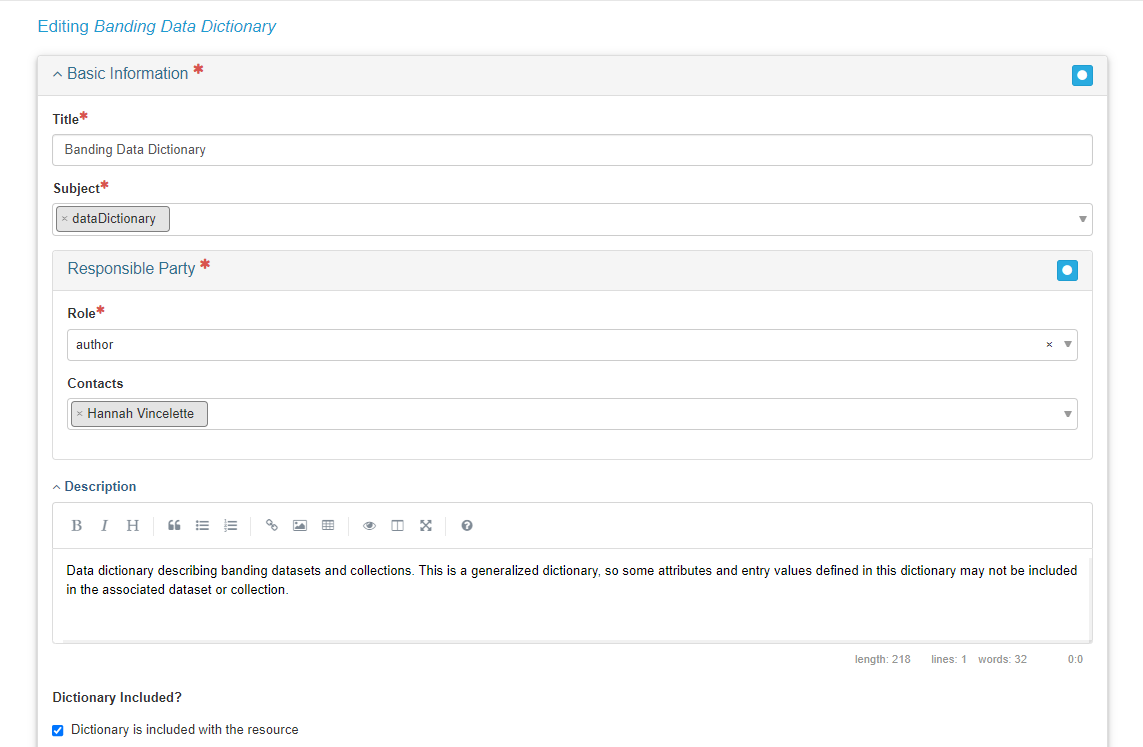 Editing Banding Data Dictionary
Basic Information *
Title*
Banding Data Dictionary
Subject*
× dataDictionary
Responsible Party *
Role*
author ×
Contacts
× Hannah Vincelette
Description
B I H
Data dictionary describing banding datasets and collections. This is a generalized dictionary, so some attributes and entry values defined in this dictionary may not be included
in the associated dataset or collection.
length: 218 lines: 1 words: 32 0:0
Dictionary Included?
Dictionary is included with the resource